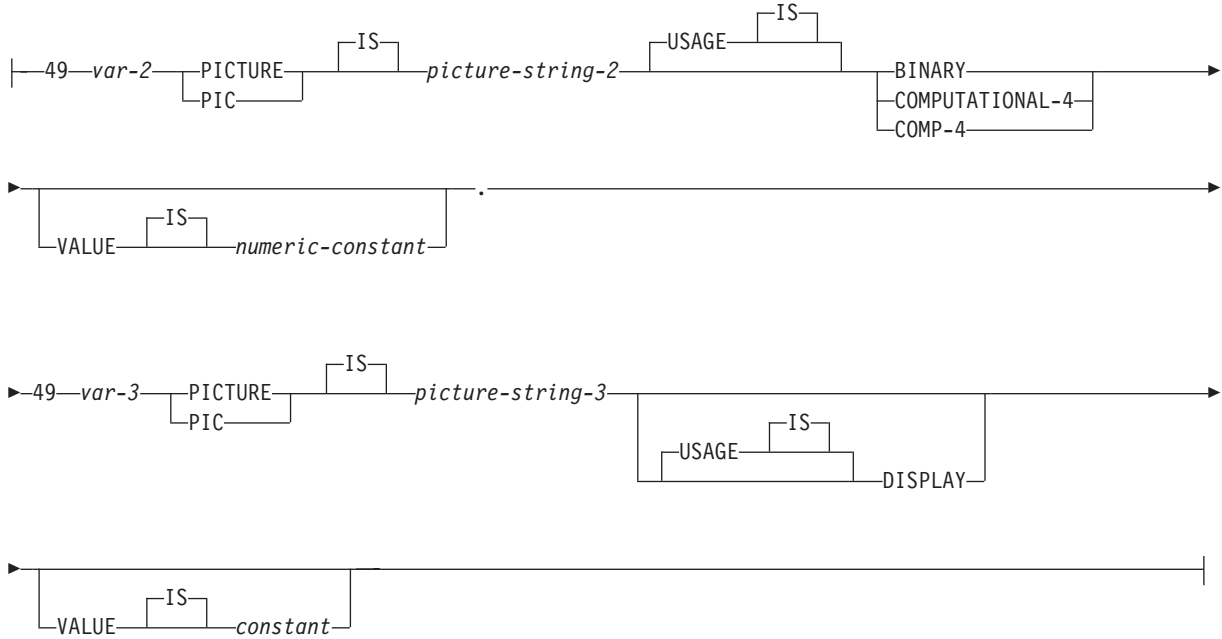 IS
USAGE IS
49 var-2 PICTURE IS picture-string-2 BINARY
PIC COMPUTATIONAL-4
COMP-4
VALUE IS numeric-constant .
49 var-3 PICTURE IS picture-string-3
PIC USAGE IS DISPLAY
VALUE IS constant